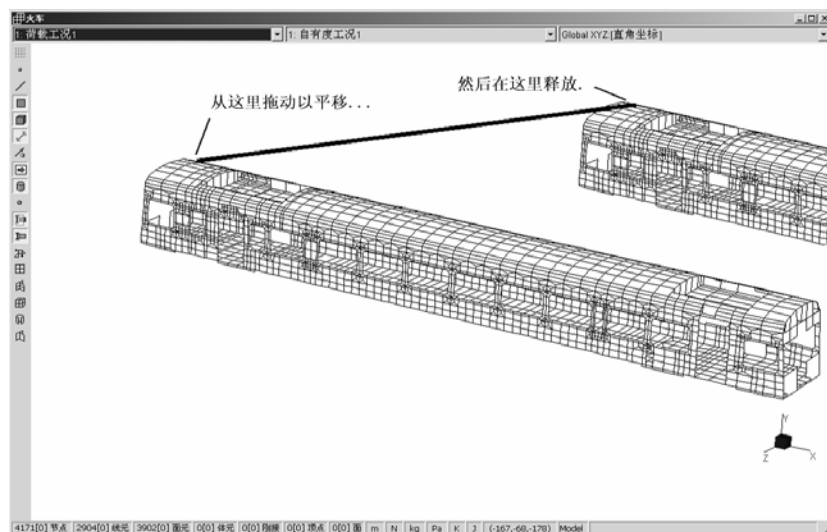 火车
1: 荷载工况1
1: 自有度工况1
Global XYZ:[直角坐标]
然后在这里释放.
从这里拖动以平移...
Y
Z
X
4171[0] 节点 2904[0] 线元 3902[0] 面元 0[0] 体元 0[0] 刚接 0[0] 顶点 0[0] 面 m N kg Pa K J (-167,-68,-178) Model